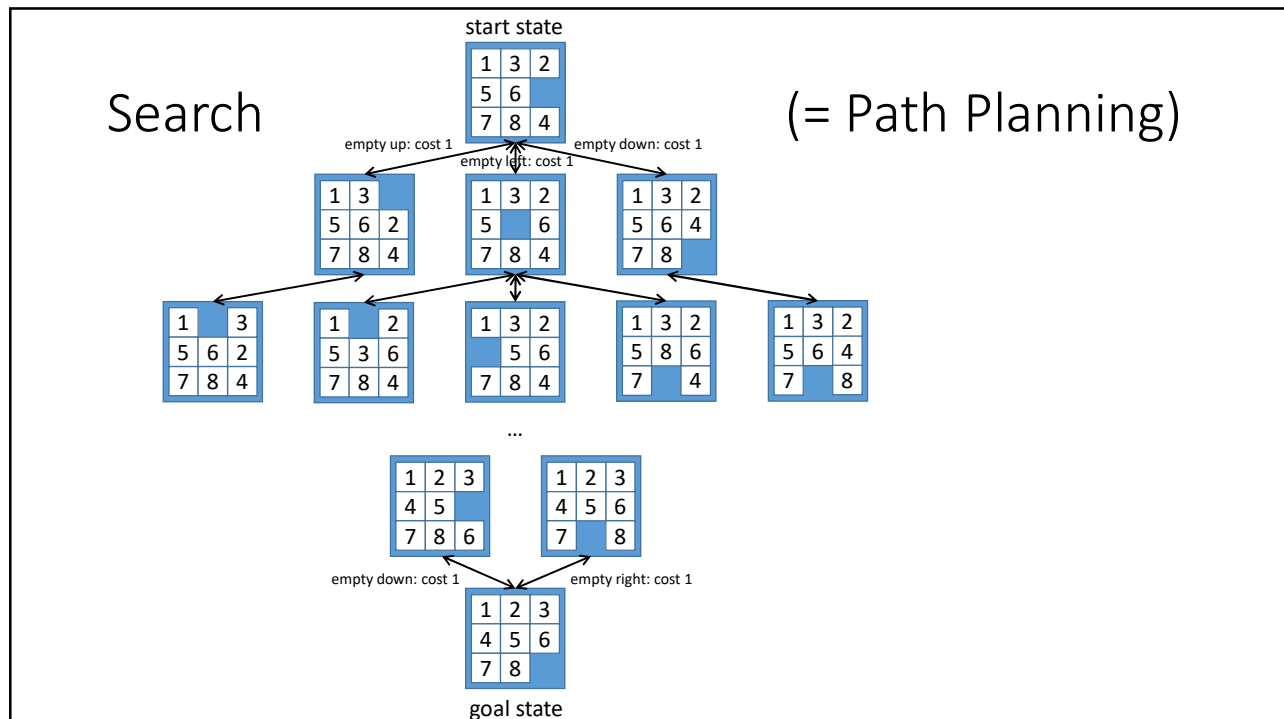 start state
1 3 2
5 6
7 8 4
Search
(= Path Planning)
empty up: cost 1
empty left: cost 1
empty down: cost 1
1 3
5 6 2
7 8 4
1 3 2
5 6
7 8 4
1 3 2
5 6 4
7 8
1 3
5 6 2
7 8 4
1 2
5 3 6
7 8 4
1 3 2
5 6
7 8 4
1 3 2
5 8 6
7 4
1 3 2
5 6 4
7 8
...
1 2 3
4 5
7 8 6
1 2 3
4 5 6
7 8
empty down: cost 1
empty right: cost 1
1 2 3
4 5 6
7 8
goal state